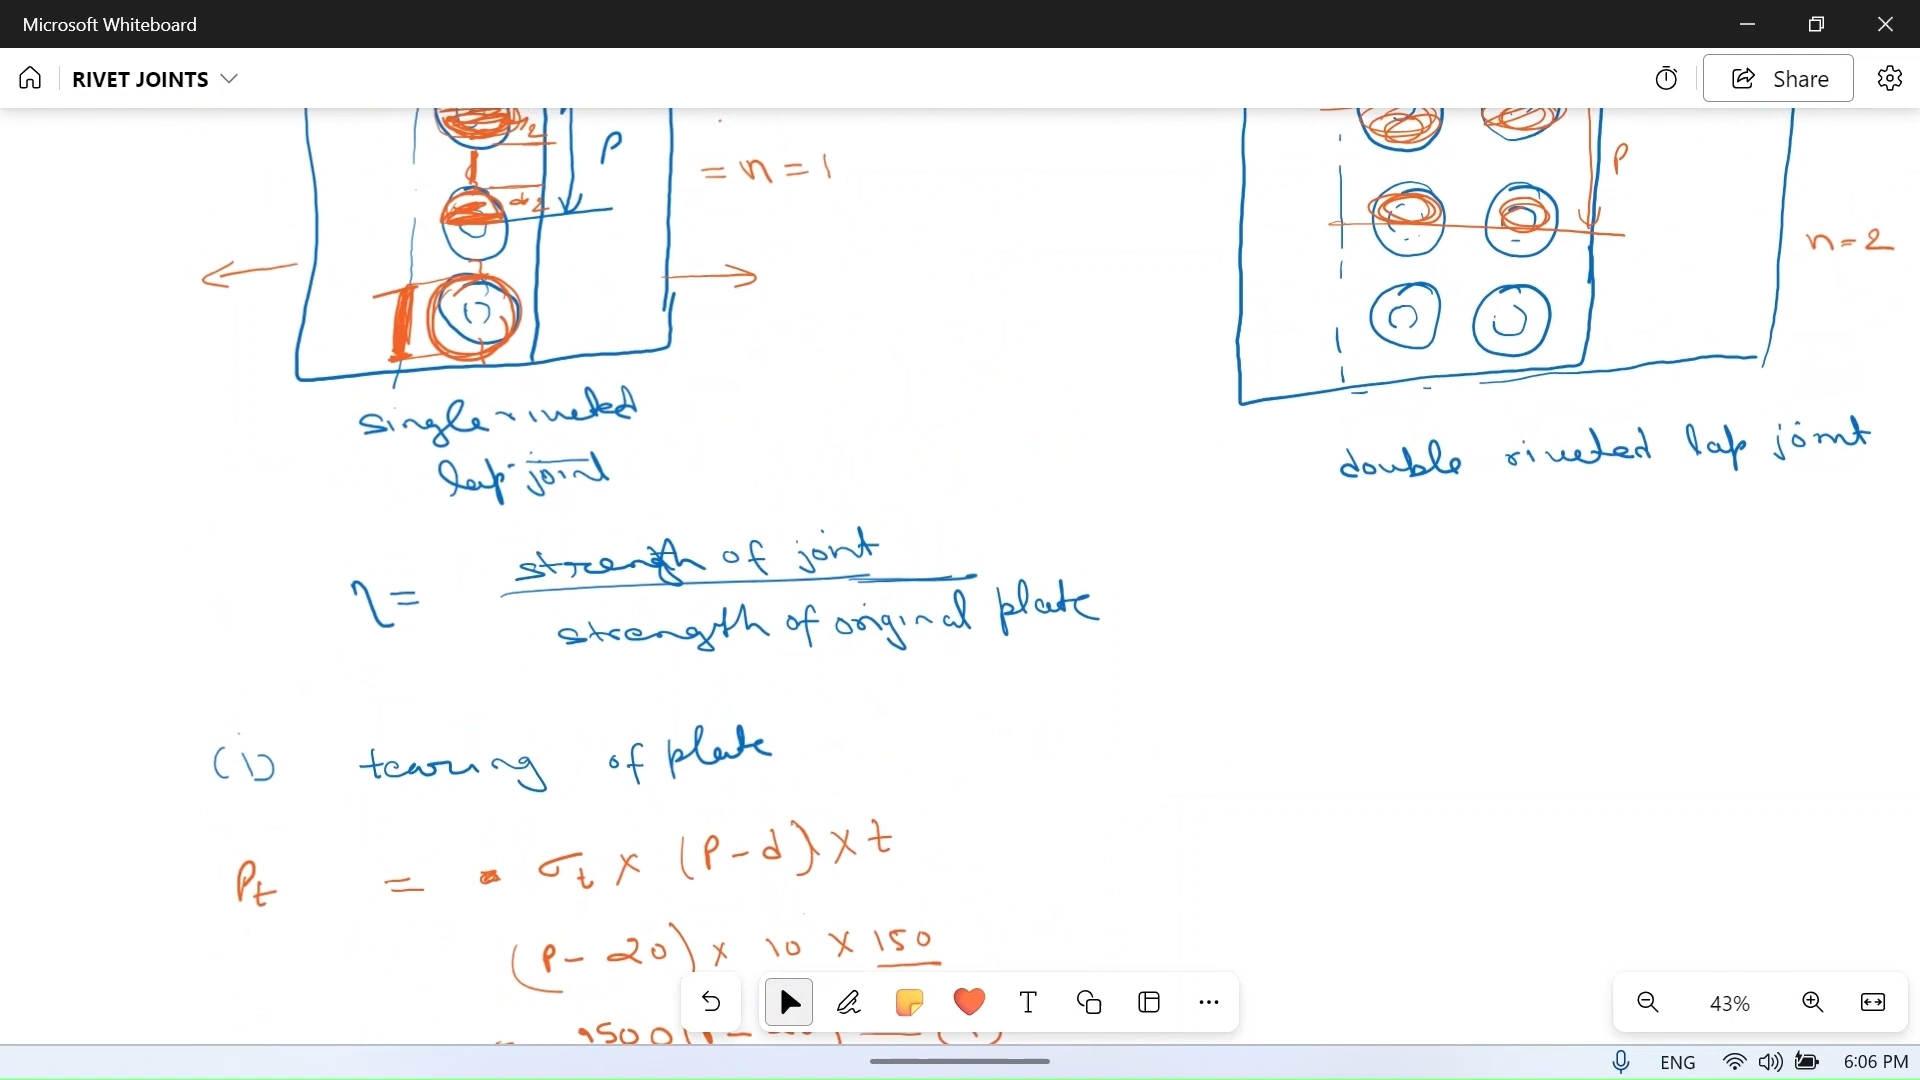 Microsoft Whiteboard
RIVET JOINTS
Share
P
= n = 1
P
n = 2
single riveted
lap joint
double riveted lap joint
η = strength of joint
strength of original plate
(i) tearing of plate
Pt = σt × (P - d) × t
(P - 20) × 10 × 150
43%
ENG
6:06 PM